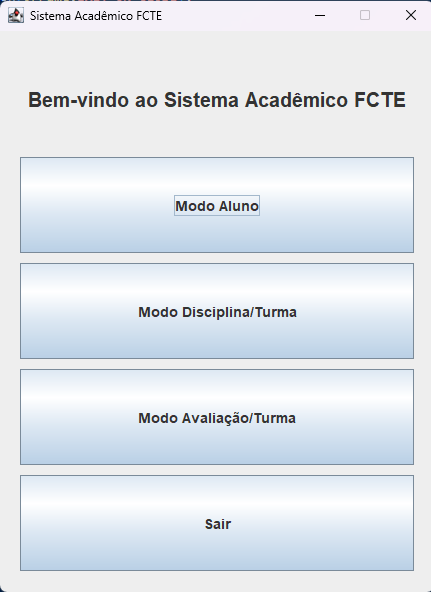 Sistema Acadêmico FCTE
Bem-vindo ao Sistema Acadêmico FCTE
Modo Aluno
Modo Disciplina/Turma
Modo Avaliação/Turma
Sair